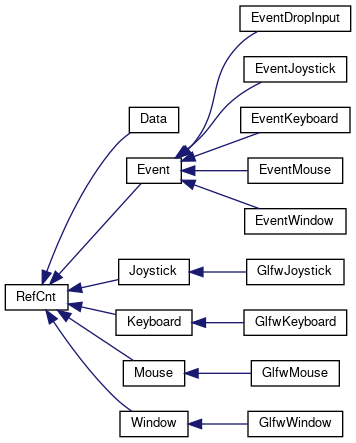 EventDropInput
EventJoystick
Data
EventKeyboard
Event
EventMouse
EventWindow
Joystick
GlfwJoystick
RefCnt
Keyboard
GlfwKeyboard
Mouse
GlfwMouse
Window
GlfwWindow